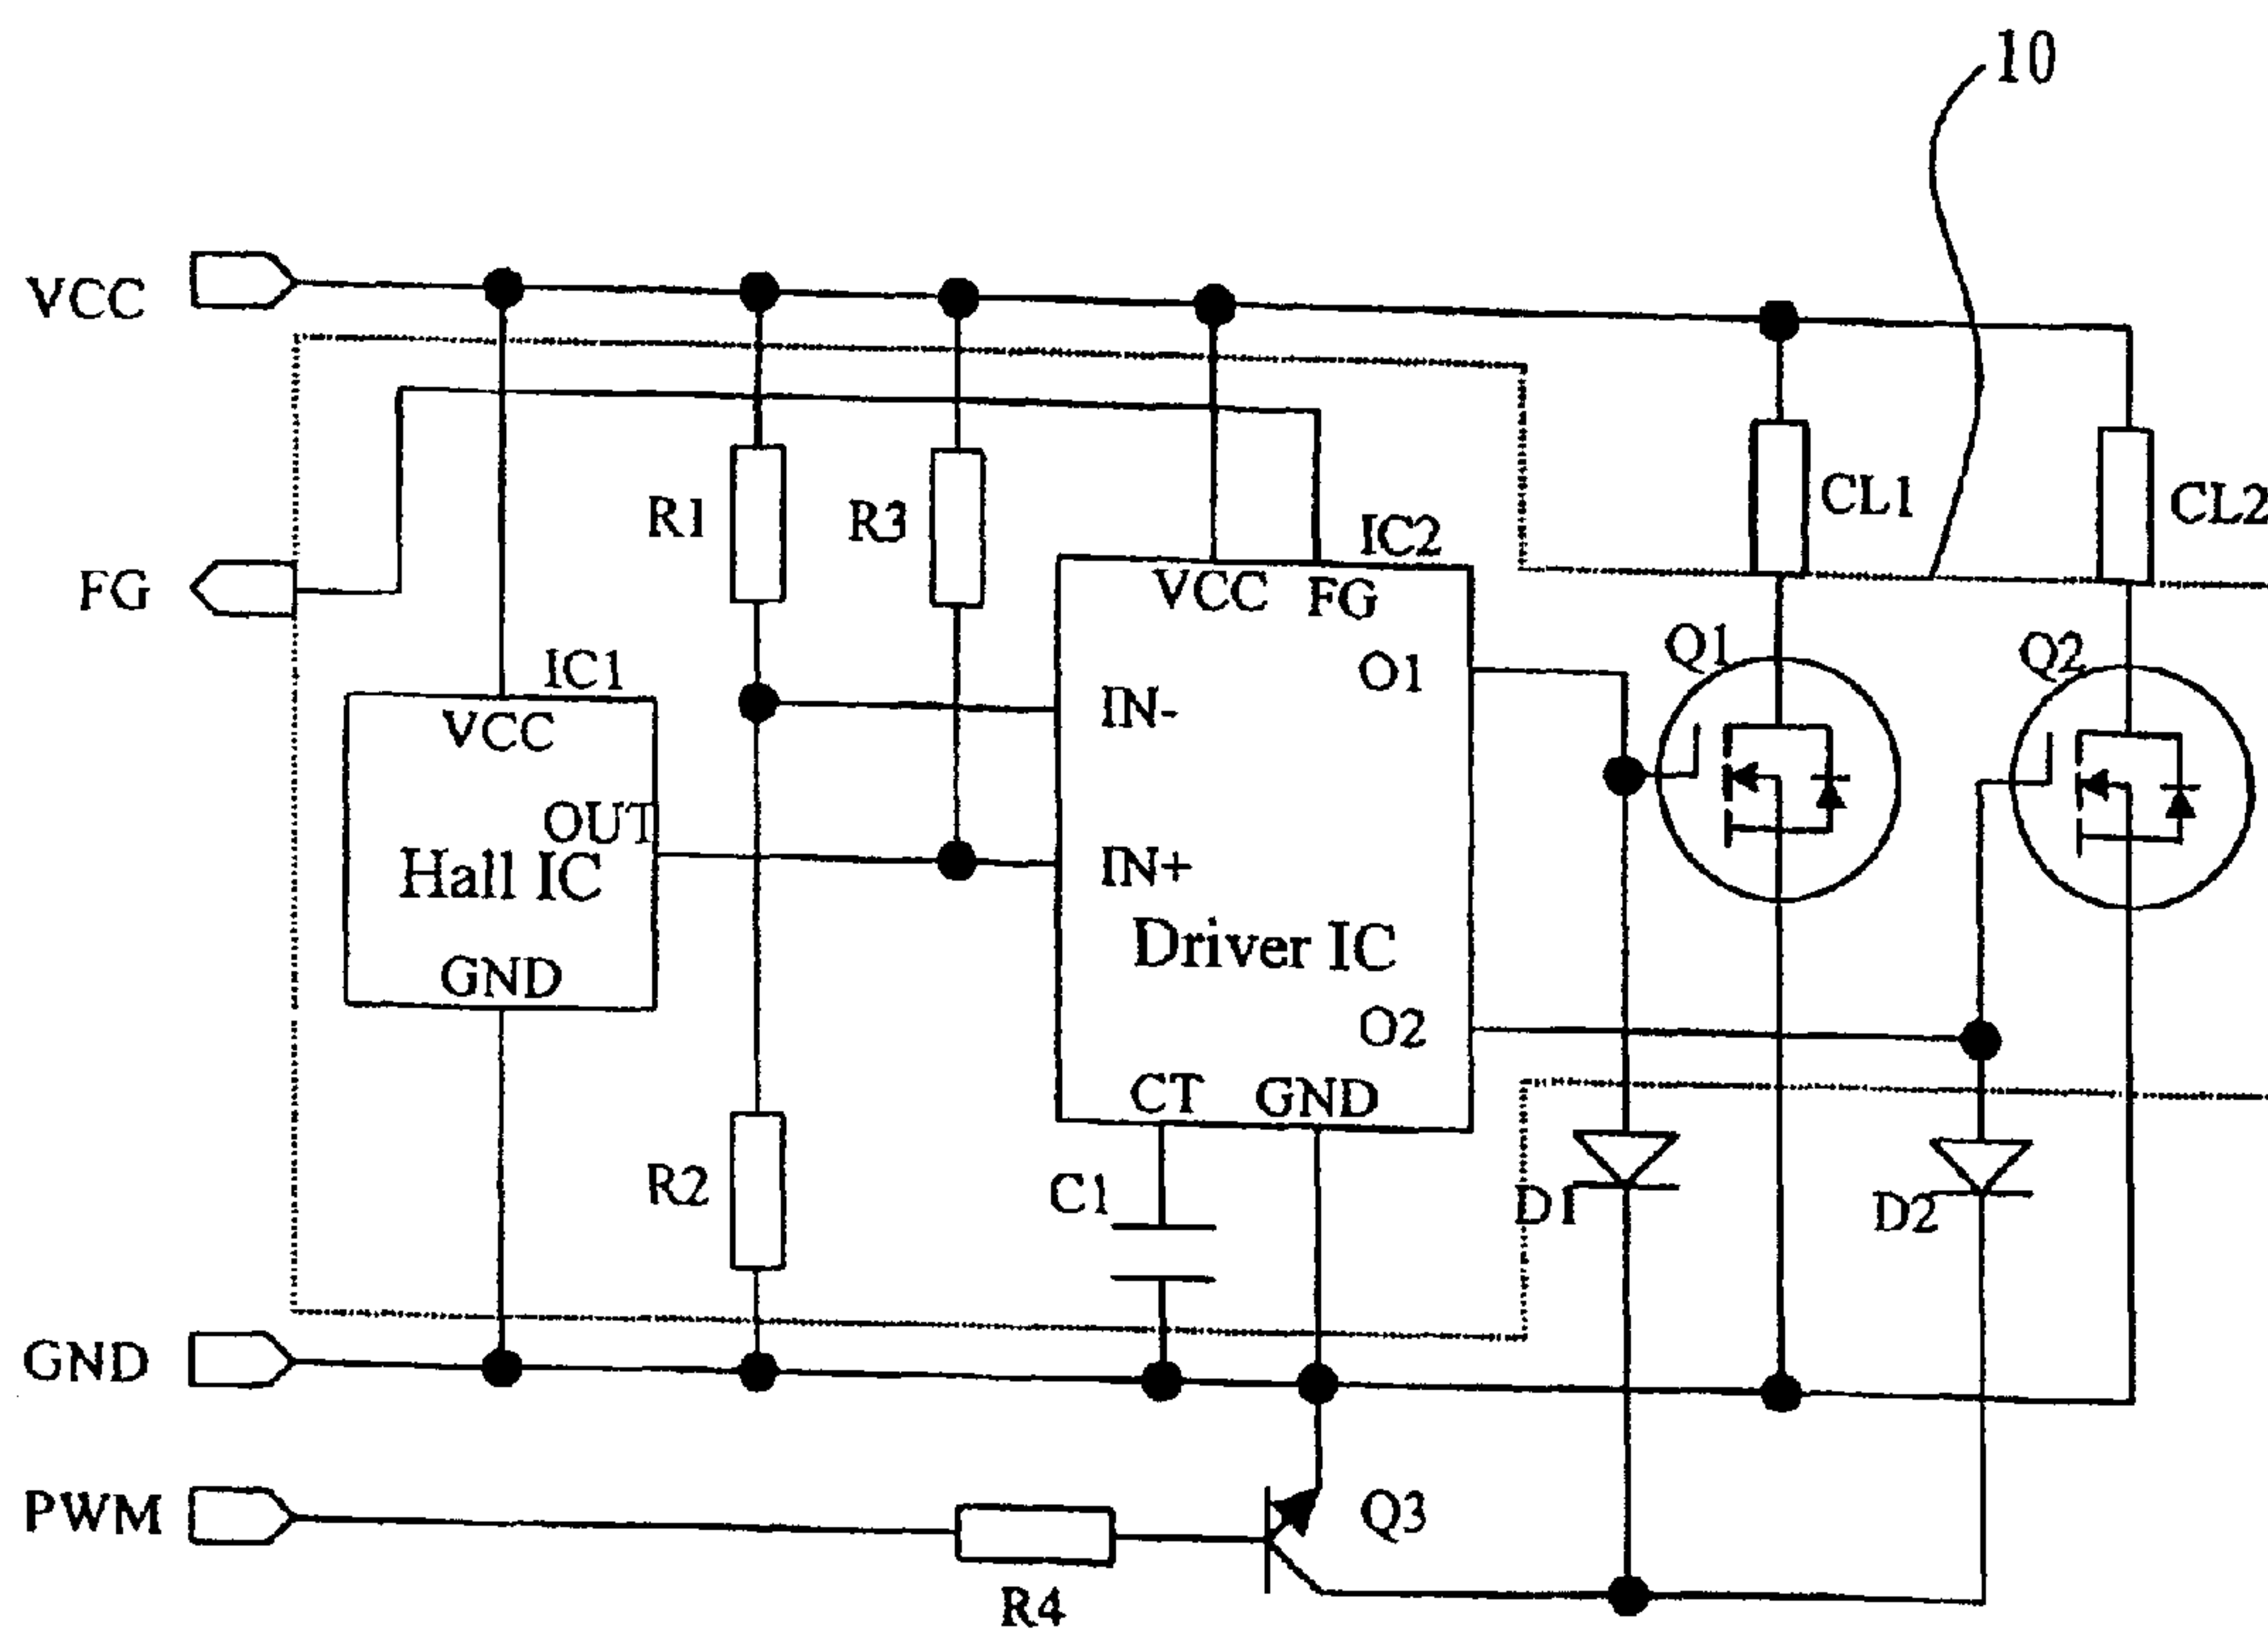 10
VCC
CL1
CL2
R1
R3
IC2
VCC FG
FG
O1
Q1
Q2
IC1
VCC
IN-
OUT
Hall IC
IN+
Driver IC
GND
O2
CT GND
R2
C1
D1
D2
GND
PWM
Q3
R4